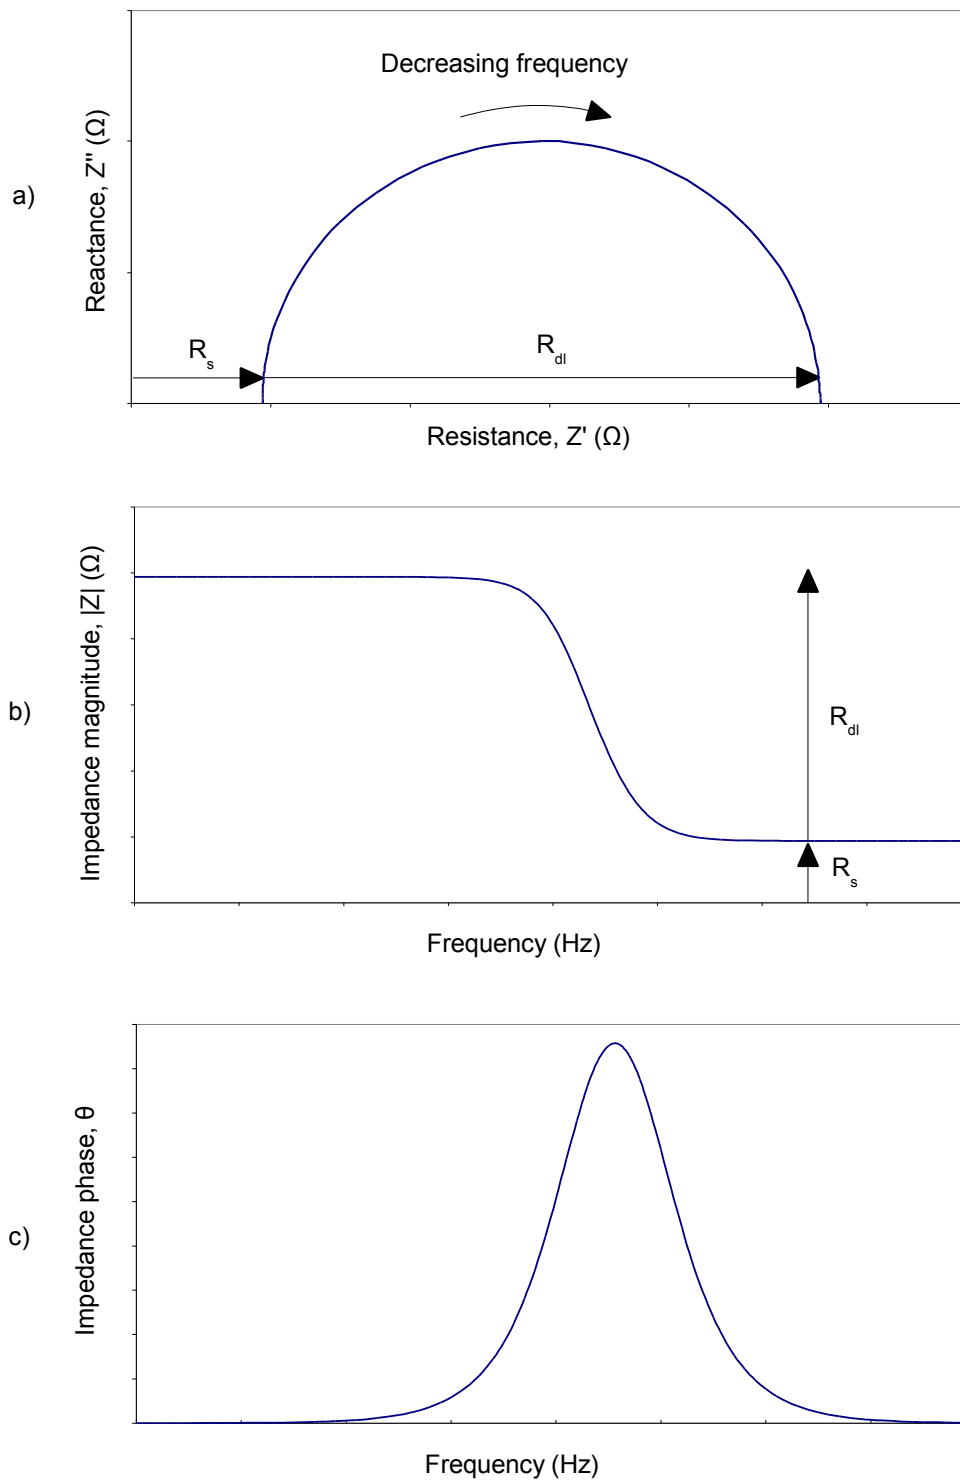 Decreasing frequency
Reactance, Z" (Ω)
a)
Rs
Rdl
Resistance, Z' (Ω)
Impedance magnitude, |Z| (Ω)
b)
Rdl
Rs
Frequency (Hz)
Impedance phase, θ
c)
Frequency (Hz)